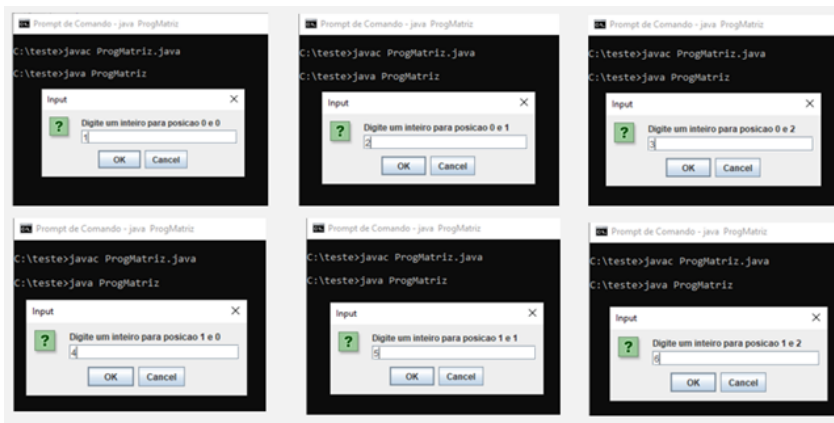 Prompt de Comando - java ProgMatriz
C:\teste>javac ProgMatriz.java
C:\teste>java ProgMatriz
Input
Digite um inteiro para posicao 0 e 0
?
1
OK Cancel
Prompt de Comando - java ProgMatriz
C:\teste>javac ProgMatriz.java
C:\teste>java ProgMatriz
Input
Digite um inteiro para posicao 0 e 1
?
2
OK Cancel
Prompt de Comando - java ProgMatriz
C:\teste>javac ProgMatriz.java
C:\teste>java ProgMatriz
Input
Digite um inteiro para posicao 0 e 2
?
3
OK Cancel
Prompt de Comando - java ProgMatriz
C:\teste>javac ProgMatriz.java
C:\teste>java ProgMatriz
Input
Digite um inteiro para posicao 1 e 0
?
4
OK Cancel
Prompt de Comando - java ProgMatriz
C:\teste>javac ProgMatriz.java
C:\teste>java ProgMatriz
Input
Digite um inteiro para posicao 1 e 1
?
5
OK Cancel
Prompt de Comando - java ProgMatriz
C:\teste>javac ProgMatriz.java
C:\teste>java ProgMatriz
Input
Digite um inteiro para posicao 1 e 2
?
6
OK Cancel